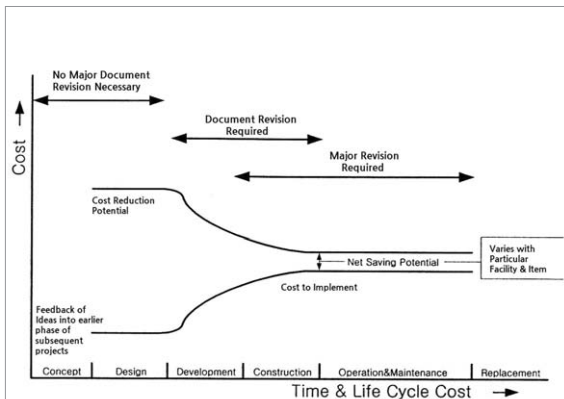 No Major Document
Revision Necessary
Document Revision
Required
Major Revision
Required
Cost
Cost Reduction
Potential
Net Saving Potential
Varies with
Particular
Facility & Item
Cost to Implement
Feedback of
Ideas into earlier
phase of
subsequent
projects
Concept
Design
Development
Construction
Operation&Maintenance
Replacement
Time & Life Cycle Cost